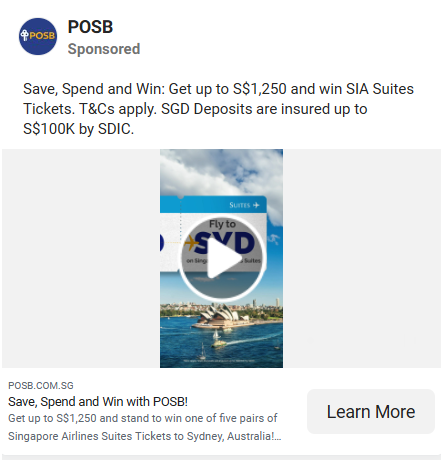 POSB
POSB
Sponsored
Save, Spend and Win: Get up to S$1,250 and win SIA Suites
Tickets. T&Cs apply. SGD Deposits are insured up to
S$100K by SDIC.
SUITES
Fly to
SYD
on Singapore Suites
POSB.COM.SG
Save, Spend and Win with POSB!
Get up to S$1,250 and stand to win one of five pairs of
Singapore Airlines Suites Tickets to Sydney, Australia!...
Learn More